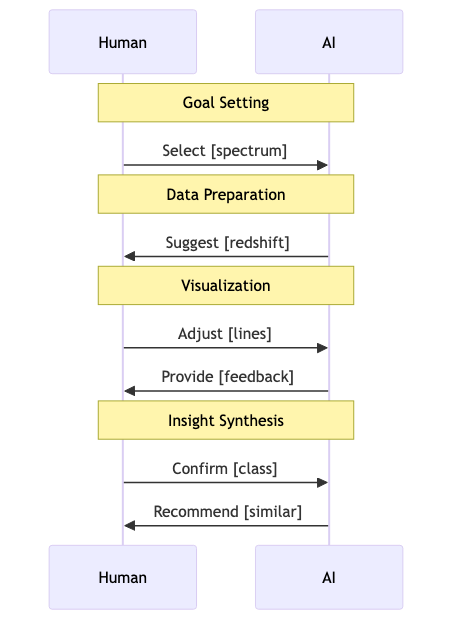 Human AI
Goal Setting
Select [spectrum]
Data Preparation
Suggest [redshift]
Visualization
Adjust [lines]
Provide [feedback]
Insight Synthesis
Confirm [class]
Recommend [similar]
Human AI